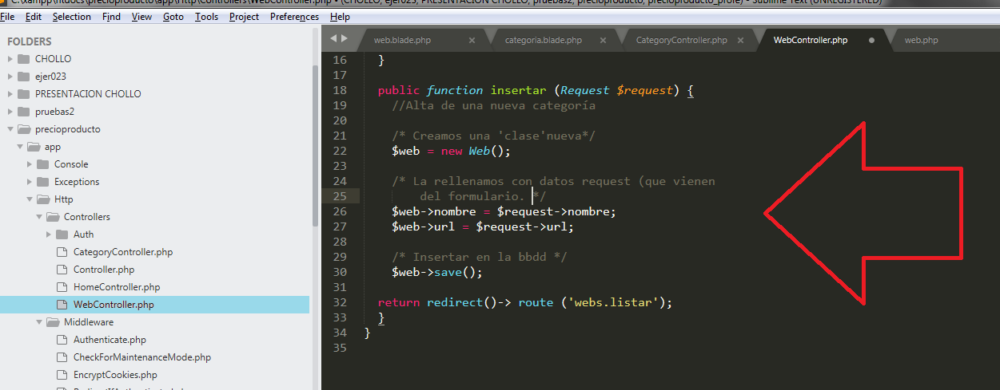 C:\xampp\htdocs\precioproducto\app\Http\Controllers\WebController.php • (CHOLLO, ejer023, PRESENTACION CHOLLO, pruebas2, precioproducto, precioproducto_profe) - Sublime Text (UNREGISTERED)
File Edit Selection Find View Goto Tools Project Preferences Help
FOLDERS
CHOLLO
ejer023
PRESENTACION CHOLLO
pruebas2
precioproducto
app
Console
Exceptions
Http
Controllers
Auth
CategoryController.php
Controller.php
HomeController.php
WebController.php
Middleware
Authenticate.php
CheckForMaintenanceMode.php
EncryptCookies.php
web.blade.php × categoria.blade.php × CategoryController.php × WebController.php • web.php
16 }
17
18 public function insertar (Request $request) {
19 //Alta de una nueva categoría
20
21 /* Creamos una 'clase'nueva*/
22 $web = new Web();
23
24 /* La rellenamos con datos request (que vienen
25 del formulario. */
26 $web->nombre = $request->nombre;
27 $web->url = $request->url;
28
29 /* Insertar en la bbdd */
30 $web->save();
31
32 return redirect()-> route ('webs.listar');
33 }
34 }
35